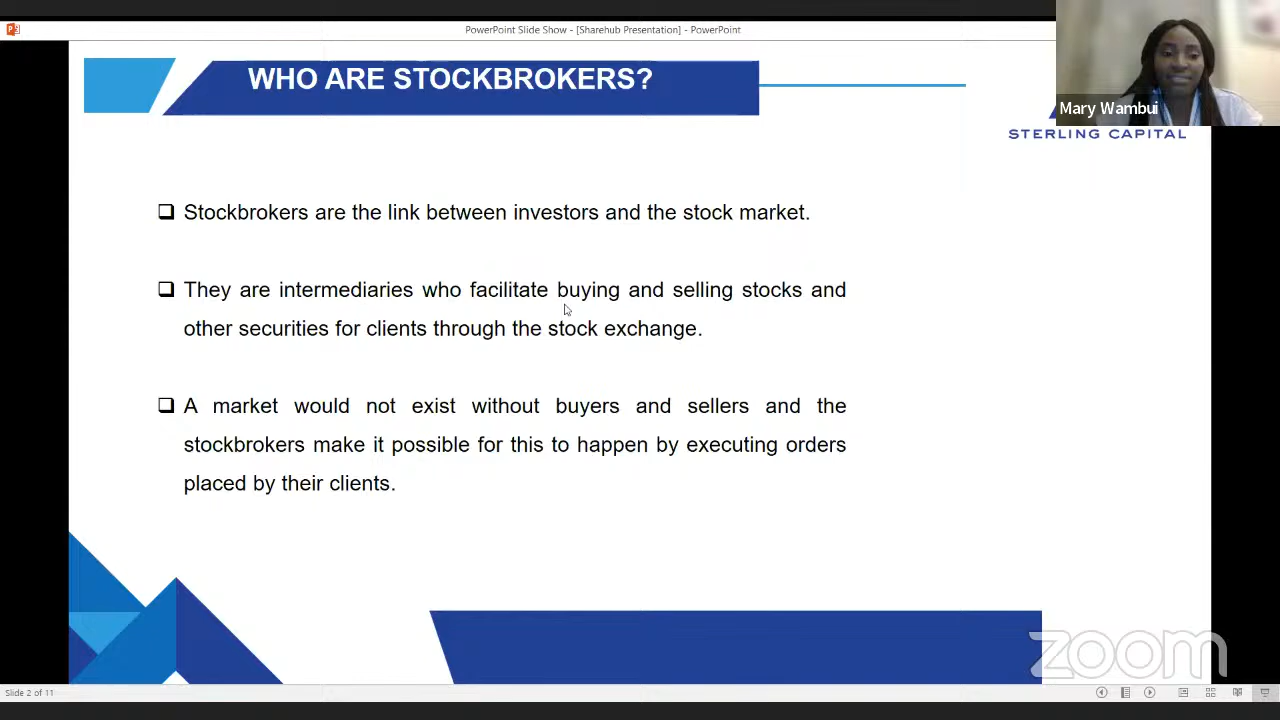 PowerPoint Slide Show - [Sharehub Presentation] - PowerPoint
WHO ARE STOCKBROKERS?
Mary Wambui
STERLING CAPITAL
Stockbrokers are the link between investors and the stock market.
They are intermediaries who facilitate buying and selling stocks and
other securities for clients through the stock exchange.
A market would not exist without buyers and sellers and the
stockbrokers make it possible for this to happen by executing orders
placed by their clients.
zoom
Slide 2 of 11